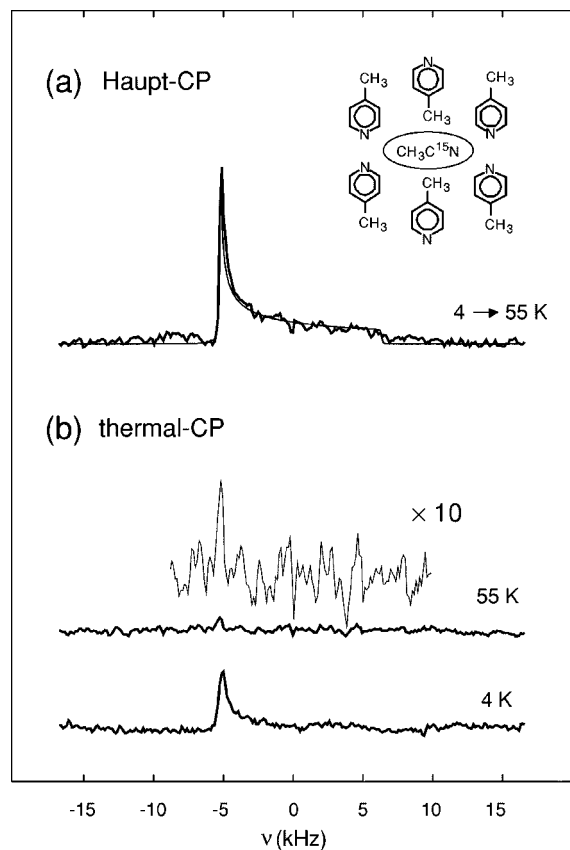 (a) Haupt-CP
CH₃ N CH₃
N CH₃ N
CH₃C¹⁵N
N CH₃ N
CH₃ N CH₃
4 → 55 K
(b) thermal-CP
× 10
55 K
4 K
-15 -10 -5 0 5 10 15
ν (kHz)